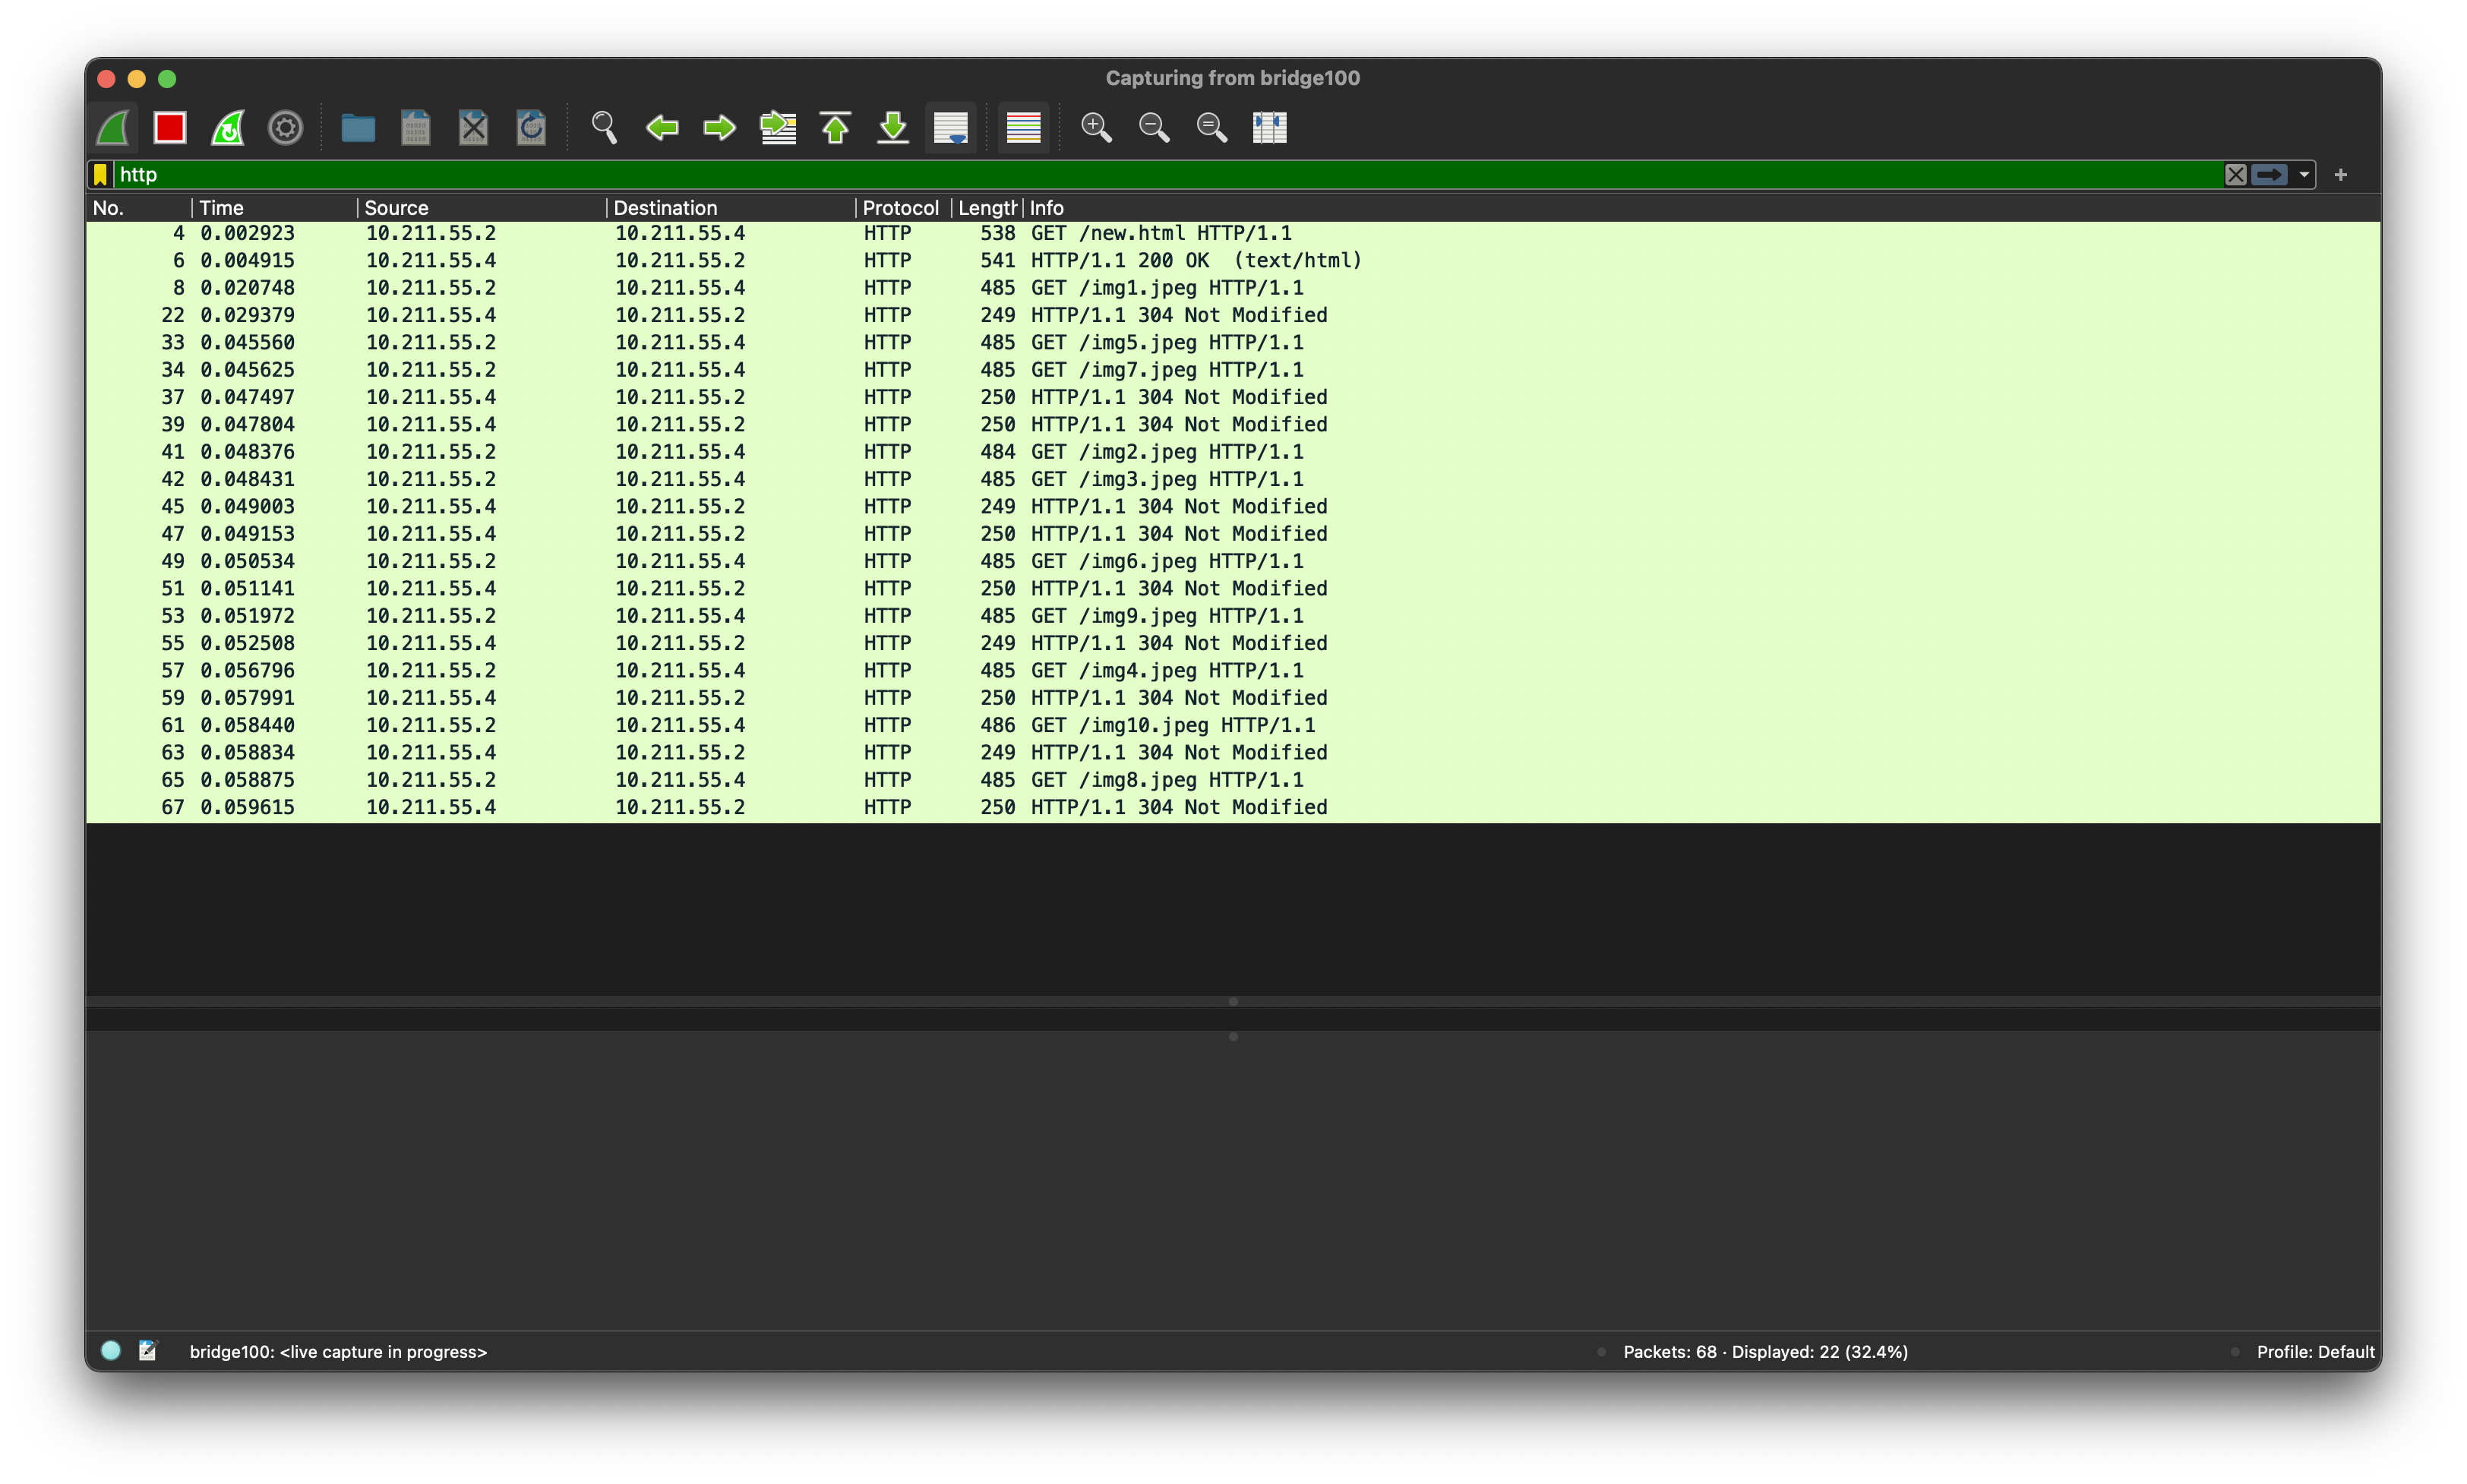 Capturing from bridge100
http
No. Time Source Destination Protocol Length Info
4 0.002923 10.211.55.2 10.211.55.4 HTTP 538 GET /new.html HTTP/1.1
6 0.004915 10.211.55.4 10.211.55.2 HTTP 541 HTTP/1.1 200 OK (text/html)
8 0.020748 10.211.55.2 10.211.55.4 HTTP 485 GET /img1.jpeg HTTP/1.1
22 0.029379 10.211.55.4 10.211.55.2 HTTP 249 HTTP/1.1 304 Not Modified
33 0.045560 10.211.55.2 10.211.55.4 HTTP 485 GET /img5.jpeg HTTP/1.1
34 0.045625 10.211.55.2 10.211.55.4 HTTP 485 GET /img7.jpeg HTTP/1.1
37 0.047497 10.211.55.4 10.211.55.2 HTTP 250 HTTP/1.1 304 Not Modified
39 0.047804 10.211.55.4 10.211.55.2 HTTP 250 HTTP/1.1 304 Not Modified
41 0.048376 10.211.55.2 10.211.55.4 HTTP 484 GET /img2.jpeg HTTP/1.1
42 0.048431 10.211.55.2 10.211.55.4 HTTP 485 GET /img3.jpeg HTTP/1.1
45 0.049003 10.211.55.4 10.211.55.2 HTTP 249 HTTP/1.1 304 Not Modified
47 0.049153 10.211.55.4 10.211.55.2 HTTP 250 HTTP/1.1 304 Not Modified
49 0.050534 10.211.55.2 10.211.55.4 HTTP 485 GET /img6.jpeg HTTP/1.1
51 0.051141 10.211.55.4 10.211.55.2 HTTP 250 HTTP/1.1 304 Not Modified
53 0.051972 10.211.55.2 10.211.55.4 HTTP 485 GET /img9.jpeg HTTP/1.1
55 0.052508 10.211.55.4 10.211.55.2 HTTP 249 HTTP/1.1 304 Not Modified
57 0.056796 10.211.55.2 10.211.55.4 HTTP 485 GET /img4.jpeg HTTP/1.1
59 0.057991 10.211.55.4 10.211.55.2 HTTP 250 HTTP/1.1 304 Not Modified
61 0.058440 10.211.55.2 10.211.55.4 HTTP 486 GET /img10.jpeg HTTP/1.1
63 0.058834 10.211.55.4 10.211.55.2 HTTP 249 HTTP/1.1 304 Not Modified
65 0.058875 10.211.55.2 10.211.55.4 HTTP 485 GET /img8.jpeg HTTP/1.1
67 0.059615 10.211.55.4 10.211.55.2 HTTP 250 HTTP/1.1 304 Not Modified
bridge100: <live capture in progress> Packets: 68 · Displayed: 22 (32.4%) Profile: Default